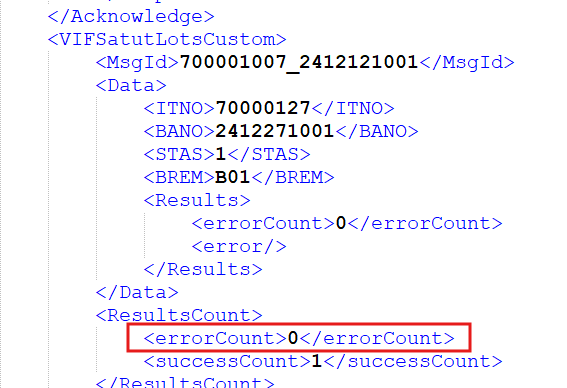 </Acknowledge>
<VIFSatutLotsCustom>
<MsgId>700001007_2412121001</MsgId>
<Data>
<ITNO>70000127</ITNO>
<BANO>2412271001</BANO>
<STAS>1</STAS>
<BREM>B01</BREM>
<Results>
<errorCount>0</errorCount>
<error/>
</Results>
</Data>
<ResultsCount>
<errorCount>0</errorCount>
<successCount>1</successCount>
</ResultsCount>